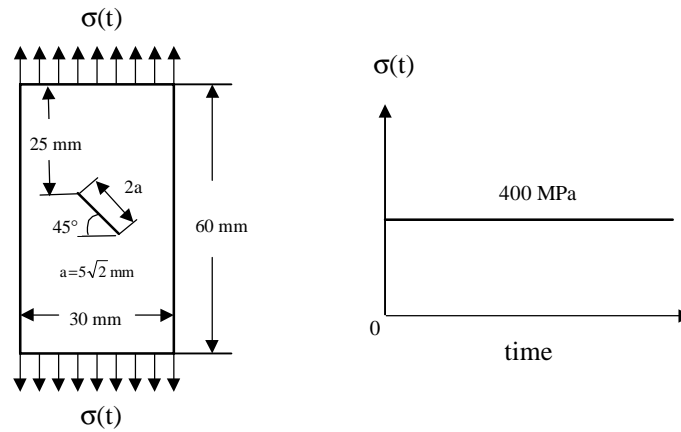 σ(t)
25 mm
2a
45°
60 mm
a=5√2 mm
30 mm
σ(t)
σ(t)
400 MPa
0
time